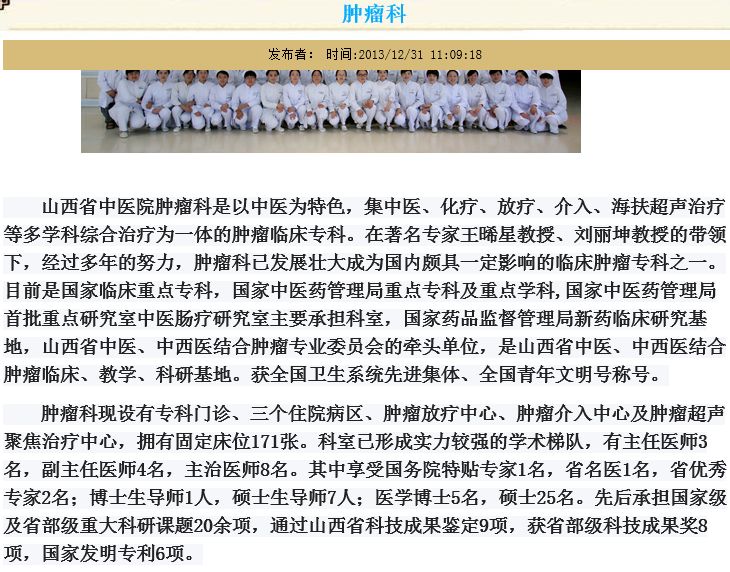 肿瘤科
发布者： 时间:2013/12/31 11:09:18
山西省中医院肿瘤科是以中医为特色，集中医、化疗、放疗、介入、海扶超声治疗
等多学科综合治疗为一体的肿瘤临床专科。在著名专家王晞星教授、刘丽坤教授的带领
下，经过多年的努力，肿瘤科已发展壮大成为国内颇具一定影响的临床肿瘤专科之一。
目前是国家临床重点专科，国家中医药管理局重点专科及重点学科,国家中医药管理局
首批重点研究室中医肠疗研究室主要承担科室，国家药品监督管理局新药临床研究基
地，山西省中医、中西医结合肿瘤专业委员会的牵头单位，是山西省中医、中西医结合
肿瘤临床、教学、科研基地。获全国卫生系统先进集体、全国青年文明号称号。
肿瘤科现设有专科门诊、三个住院病区、肿瘤放疗中心、肿瘤介入中心及肿瘤超声
聚焦治疗中心，拥有固定床位171张。科室已形成实力较强的学术梯队，有主任医师3
名，副主任医师4名，主治医师8名。其中享受国务院特贴专家1名，省名医1名，省优秀
专家2名；博士生导师1人，硕士生导师7人；医学博士5名，硕士25名。先后承担国家级
及省部级重大科研课题20余项，通过山西省科技成果鉴定9项，获省部级科技成果奖8
项，国家发明专利6项。